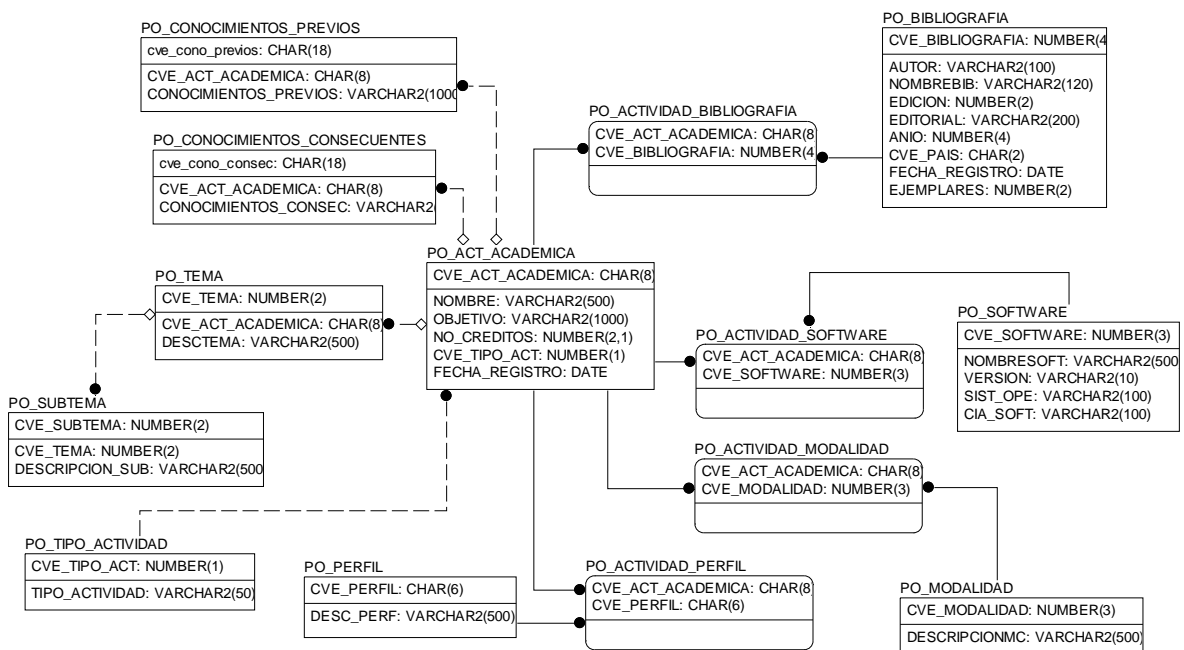 PO_CONOCIMIENTOS_PREVIOS
cve_cono_previos: CHAR(18)
CVE_ACT_ACADEMICA: CHAR(8)
CONOCIMIENTOS_PREVIOS: VARCHAR2(1000
PO_CONOCIMIENTOS_CONSECUENTES
cve_cono_consec: CHAR(18)
CVE_ACT_ACADEMICA: CHAR(8)
CONOCIMIENTOS_CONSEC: VARCHAR2(
PO_BIBLIOGRAFIA
CVE_BIBLIOGRAFIA: NUMBER(4
AUTOR: VARCHAR2(100)
NOMBREBIB: VARCHAR2(120)
EDICION: NUMBER(2)
EDITORIAL: VARCHAR2(200)
ANIO: NUMBER(4)
CVE_PAIS: CHAR(2)
FECHA_REGISTRO: DATE
EJEMPLARES: NUMBER(2)
PO_ACTIVIDAD_BIBLIOGRAFIA
CVE_ACT_ACADEMICA: CHAR(8
CVE_BIBLIOGRAFIA: NUMBER(4
PO_ACT_ACADEMICA
CVE_ACT_ACADEMICA: CHAR(8)
NOMBRE: VARCHAR2(500)
OBJETIVO: VARCHAR2(1000)
NO_CREDITOS: NUMBER(2,1)
CVE_TIPO_ACT: NUMBER(1)
FECHA_REGISTRO: DATE
PO_TEMA
CVE_TEMA: NUMBER(2)
CVE_ACT_ACADEMICA: CHAR(8)
DESCTEMA: VARCHAR2(500)
PO_SUBTEMA
CVE_SUBTEMA: NUMBER(2)
CVE_TEMA: NUMBER(2)
DESCRIPCION_SUB: VARCHAR2(500
PO_ACTIVIDAD_SOFTWARE
CVE_ACT_ACADEMICA: CHAR(8)
CVE_SOFTWARE: NUMBER(3)
PO_SOFTWARE
CVE_SOFTWARE: NUMBER(3)
NOMBRESOFT: VARCHAR2(500
VERSION: VARCHAR2(10)
SIST_OPE: VARCHAR2(100)
CIA_SOFT: VARCHAR2(100)
PO_ACTIVIDAD_MODALIDAD
CVE_ACT_ACADEMICA: CHAR(8)
CVE_MODALIDAD: NUMBER(3)
PO_TIPO_ACTIVIDAD
CVE_TIPO_ACT: NUMBER(1)
TIPO_ACTIVIDAD: VARCHAR2(50)
PO_PERFIL
CVE_PERFIL: CHAR(6)
DESC_PERF: VARCHAR2(500)
PO_ACTIVIDAD_PERFIL
CVE_ACT_ACADEMICA: CHAR(8)
CVE_PERFIL: CHAR(6)
PO_MODALIDAD
CVE_MODALIDAD: NUMBER(3)
DESCRIPCIONMC: VARCHAR2(500)